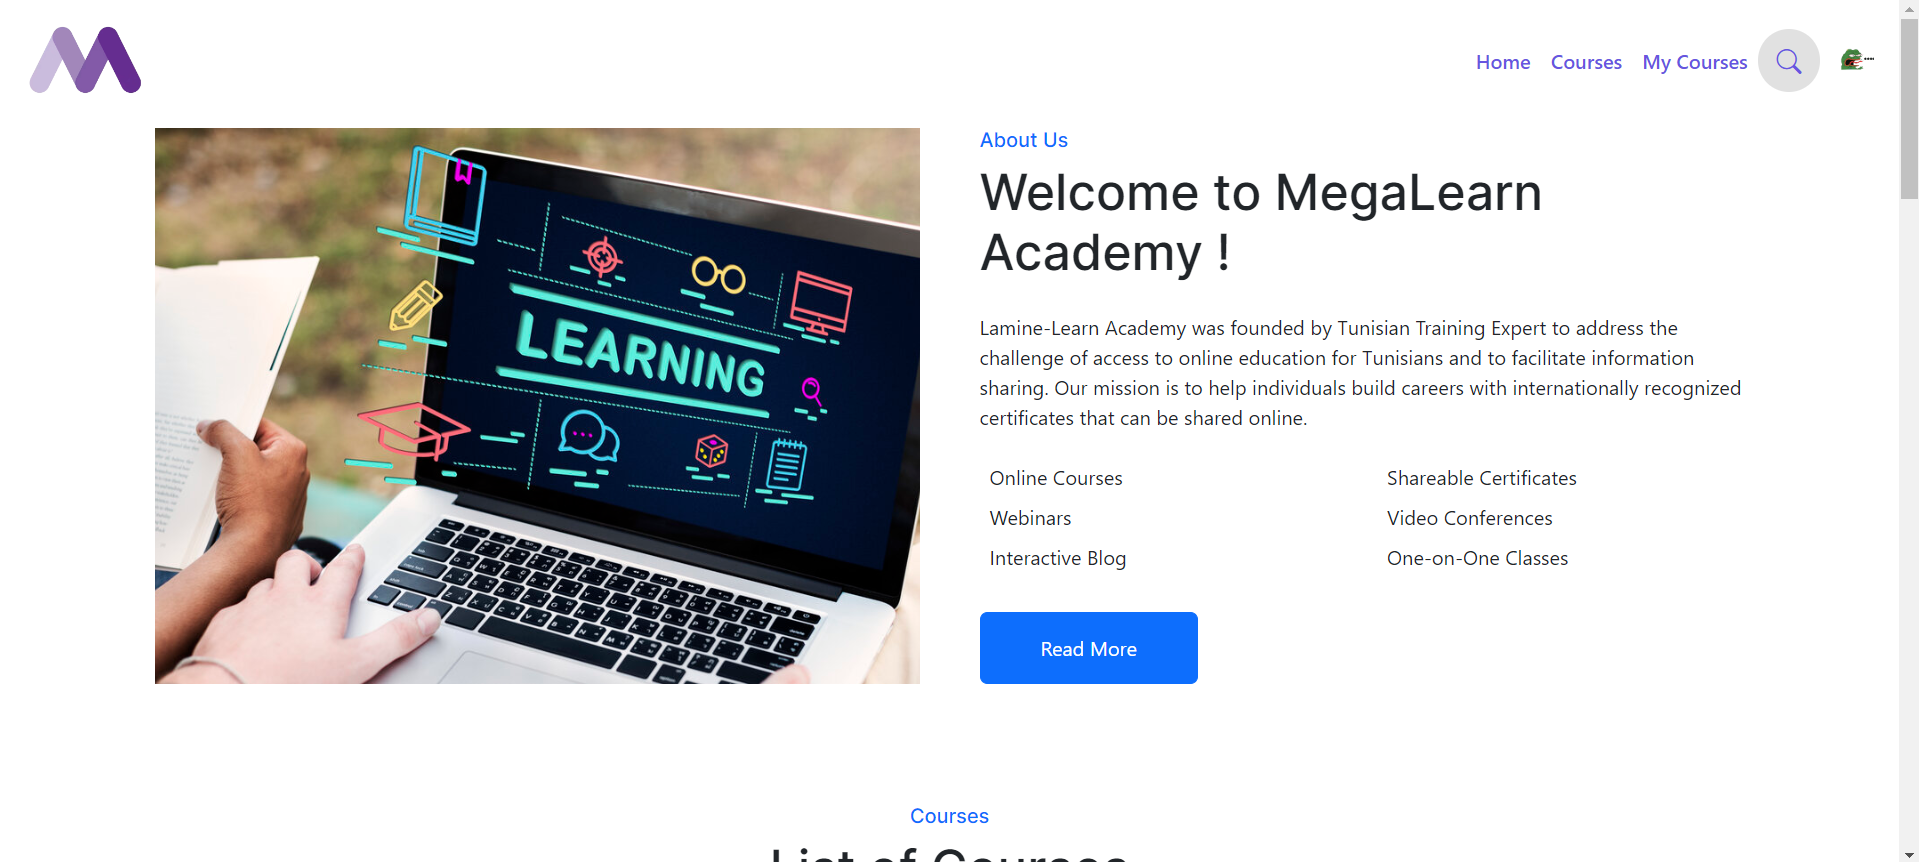 Home Courses My Courses
About Us
Welcome to MegaLearn
Academy !
LEARNING
Lamine-Learn Academy was founded by Tunisian Training Expert to address the
challenge of access to online education for Tunisians and to facilitate information
sharing. Our mission is to help individuals build careers with internationally recognized
certificates that can be shared online.
Online Courses
Shareable Certificates
Webinars
Video Conferences
Interactive Blog
One-on-One Classes
Read More
Courses
List of Courses